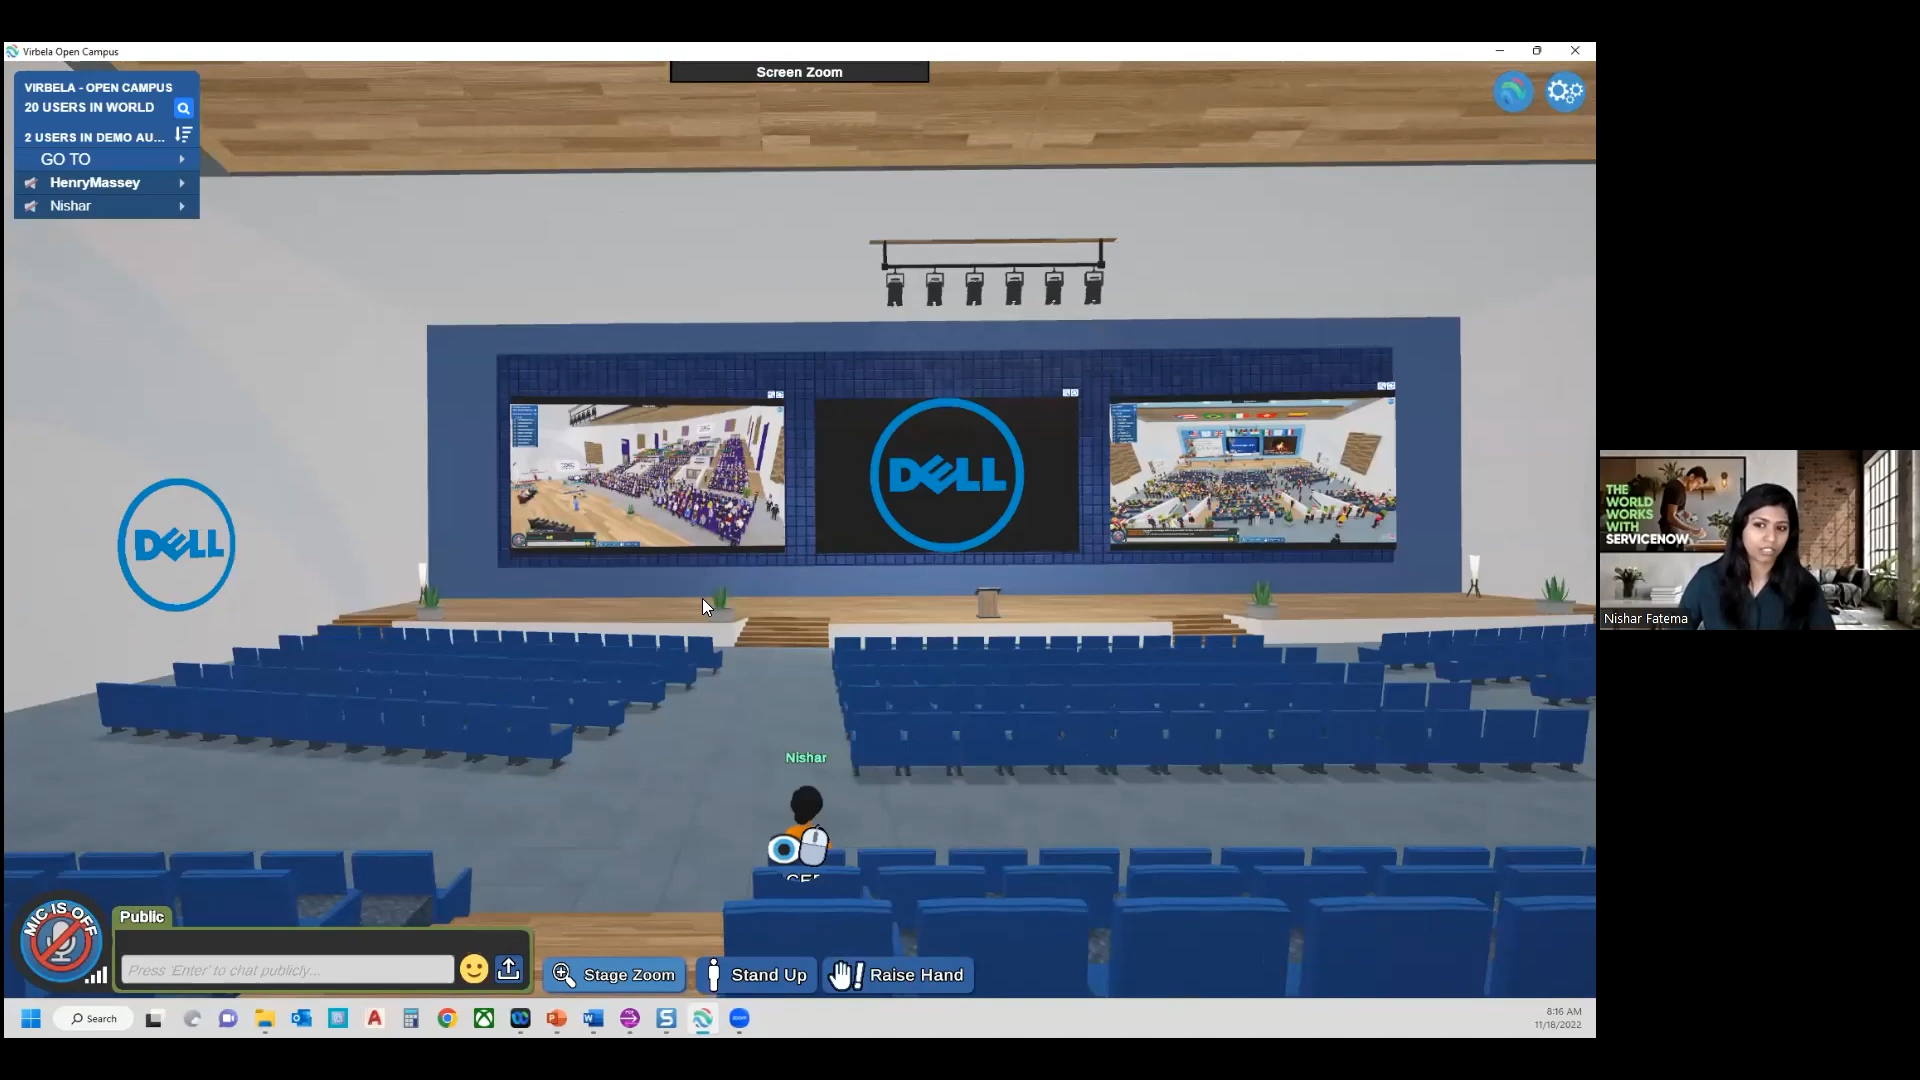 Virbela Open Campus
Screen Zoom
VIRBELA - OPEN CAMPUS
20 USERS IN WORLD
2 USERS IN DEMO AU...
GO TO
HenryMassey
Nishar
DELL
DELL
THE
WORLD
WORKS
WITH
SERVICENOW
Nishar Fatema
Nishar
MIC IS OFF
Public
Press 'Enter' to chat publicly...
Stage Zoom
Stand Up
Raise Hand
Search
8:16 AM
11/18/2022